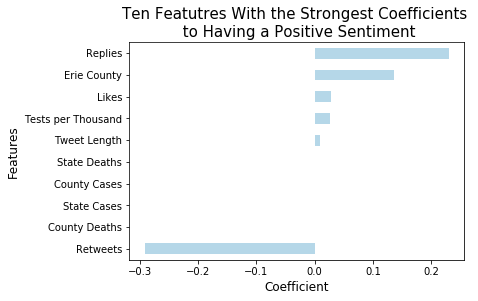 Ten Featutres With the Strongest Coefficients
to Having a Positive Sentiment
Features
Replies
Erie County
Likes
Tests per Thousand
Tweet Length
State Deaths
County Cases
State Cases
County Deaths
Retweets
−0.3 −0.2 −0.1 0.0 0.1 0.2
Coefficient